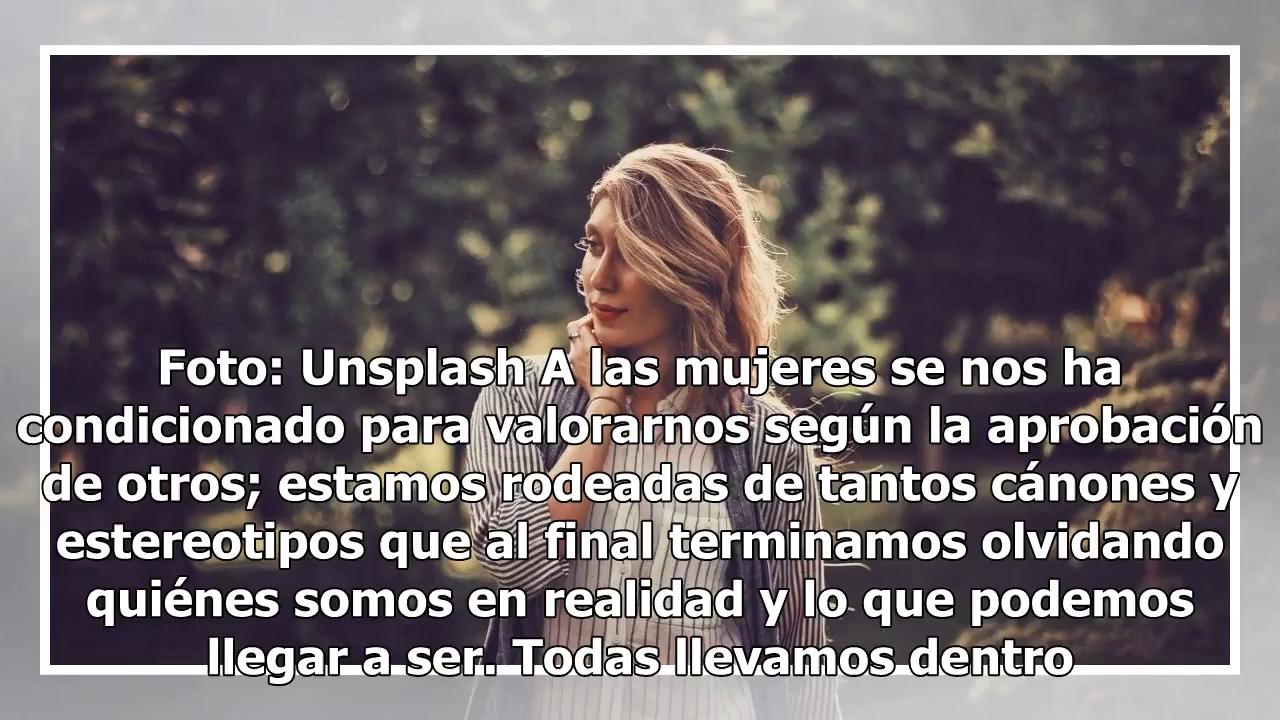 Foto: Unsplash A las mujeres se nos ha
condicionado para valorarnos según la aprobación
de otros; estamos rodeadas de tantos cánones y
estereotipos que al final terminamos olvidando
quiénes somos en realidad y lo que podemos
llegar a ser. Todas llevamos dentro